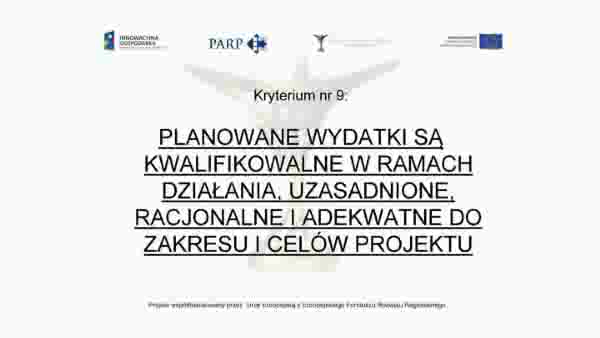 INNOWACYJNA
GOSPODARKA
PARP
Kryterium nr 9:
PLANOWANE WYDATKI SĄ
KWALIFIKOWALNE W RAMACH
DZIAŁANIA, UZASADNIONE,
RACJONALNE I ADEKWATNE DO
ZAKRESU I CELÓW PROJEKTU
Projekt współfinansowany przez Unię Europejską z Europejskiego Funduszu Rozwoju Regionalnego